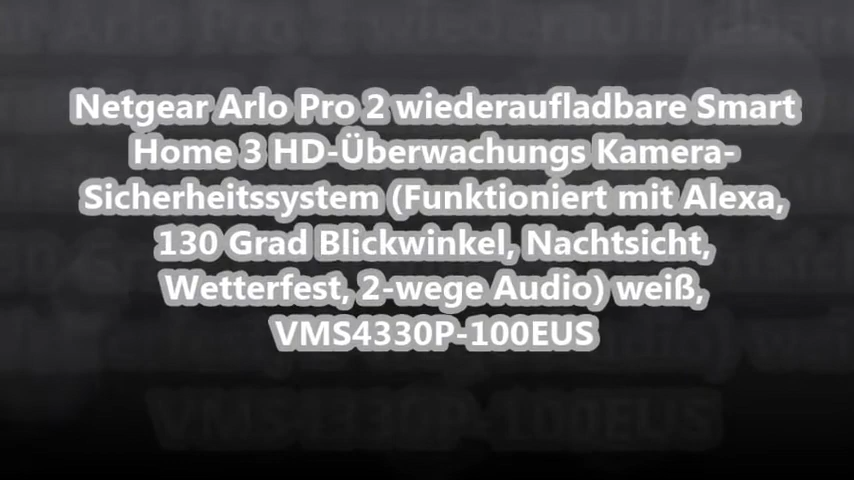 Netgear Arlo Pro 2 wiederaufladbare Smart
Home 3 HD-Überwachungs Kamera-
Sicherheitssystem (Funktioniert mit Alexa,
130 Grad Blickwinkel, Nachtsicht,
Wetterfest, 2-wege Audio) weiß,
VMS4330P-100EUS